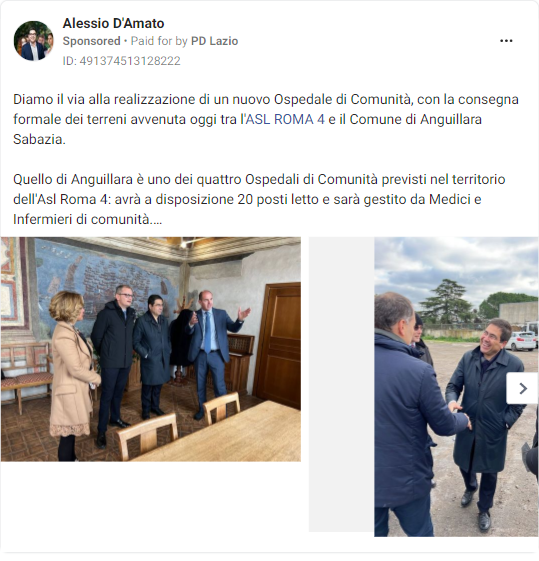 Alessio D'Amato
Sponsored • Paid for by PD Lazio
ID: 491374513128222
Diamo il via alla realizzazione di un nuovo Ospedale di Comunità, con la consegna
formale dei terreni avvenuta oggi tra l'ASL ROMA 4 e il Comune di Anguillara
Sabazia.
Quello di Anguillara è uno dei quattro Ospedali di Comunità previsti nel territorio
dell'Asl Roma 4: avrà a disposizione 20 posti letto e sarà gestito da Medici e
Infermieri di comunità....